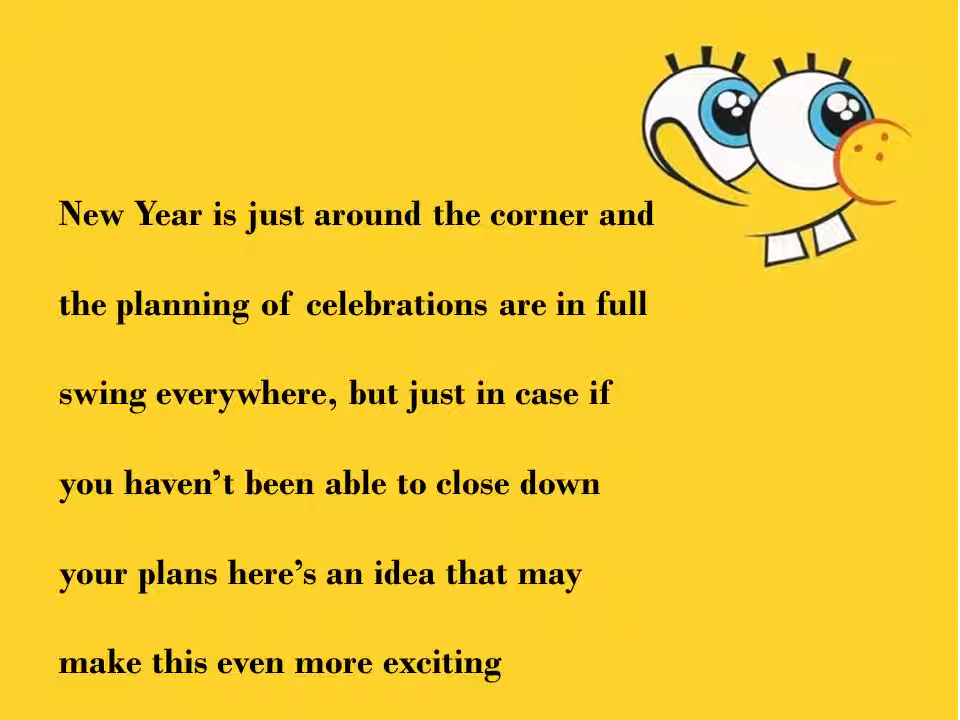 New Year is just around the corner and
the planning of celebrations are in full
swing everywhere, but just in case if
you haven’t been able to close down
your plans here’s an idea that may
make this even more exciting